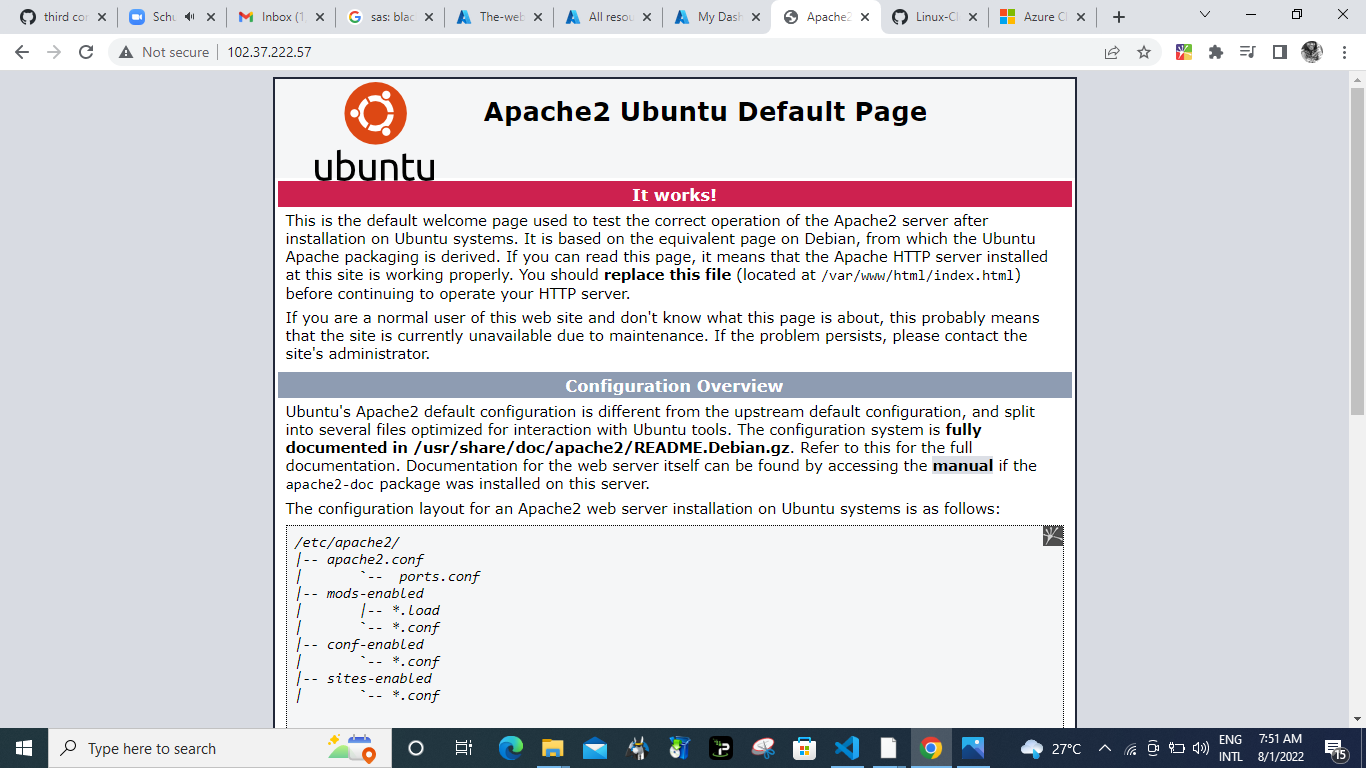 third cor
Schu
Inbox (1
sas: blac
The-web
All resou
My Dash
Apache2
Linux-Cl
Azure Cl
Not secure
102.37.222.57
ubuntu
Apache2 Ubuntu Default Page
It works!
This is the default welcome page used to test the correct operation of the Apache2 server after
installation on Ubuntu systems. It is based on the equivalent page on Debian, from which the Ubuntu
Apache packaging is derived. If you can read this page, it means that the Apache HTTP server installed
at this site is working properly. You should replace this file (located at /var/www/html/index.html)
before continuing to operate your HTTP server.
If you are a normal user of this web site and don't know what this page is about, this probably means
that the site is currently unavailable due to maintenance. If the problem persists, please contact the
site's administrator.
Configuration Overview
Ubuntu's Apache2 default configuration is different from the upstream default configuration, and split
into several files optimized for interaction with Ubuntu tools. The configuration system is fully
documented in /usr/share/doc/apache2/README.Debian.gz. Refer to this for the full
documentation. Documentation for the web server itself can be found by accessing the manual if the
apache2-doc package was installed on this server.
The configuration layout for an Apache2 web server installation on Ubuntu systems is as follows:
/etc/apache2/
|-- apache2.conf
|       `--  ports.conf
|-- mods-enabled
|       |-- *.load
|       `-- *.conf
|-- conf-enabled
|       `-- *.conf
|-- sites-enabled
|       `-- *.conf
Type here to search
27°C
ENG
INTL
7:51 AM
8/1/2022
15